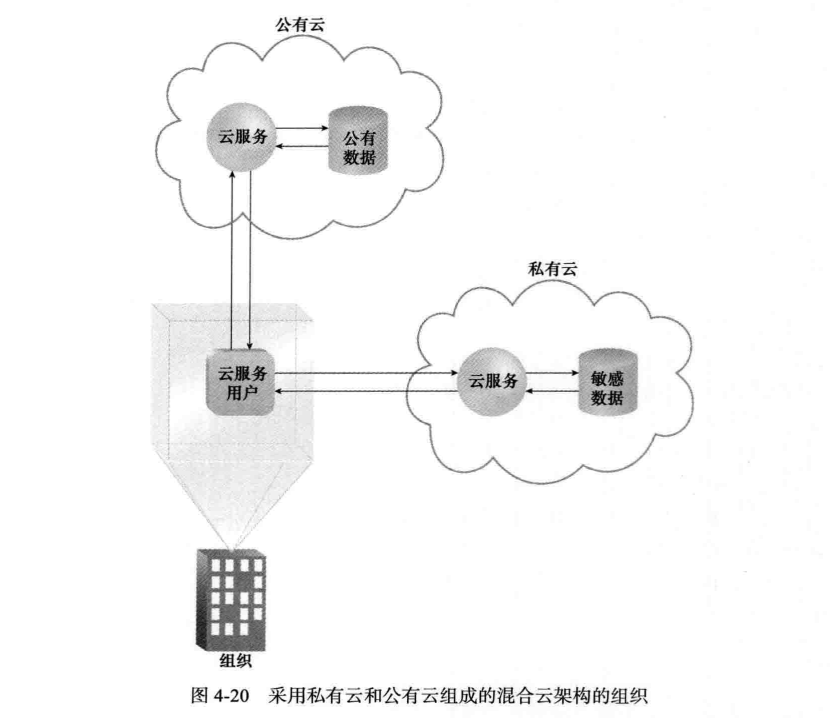 公有云
云服务
公有
数据
私有云
云服务
用户
云服务
敏感
数据
组织
图 4-20 采用私有云和公有云组成的混合云架构的组织